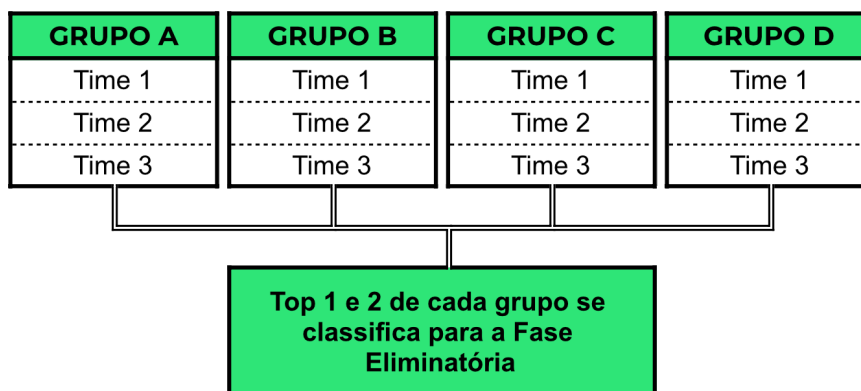 GRUPO A
Time 1
Time 2
Time 3
GRUPO B
Time 1
Time 2
Time 3
GRUPO C
Time 1
Time 2
Time 3
GRUPO D
Time 1
Time 2
Time 3
Top 1 e 2 de cada grupo se
classifica para a Fase
Eliminatória